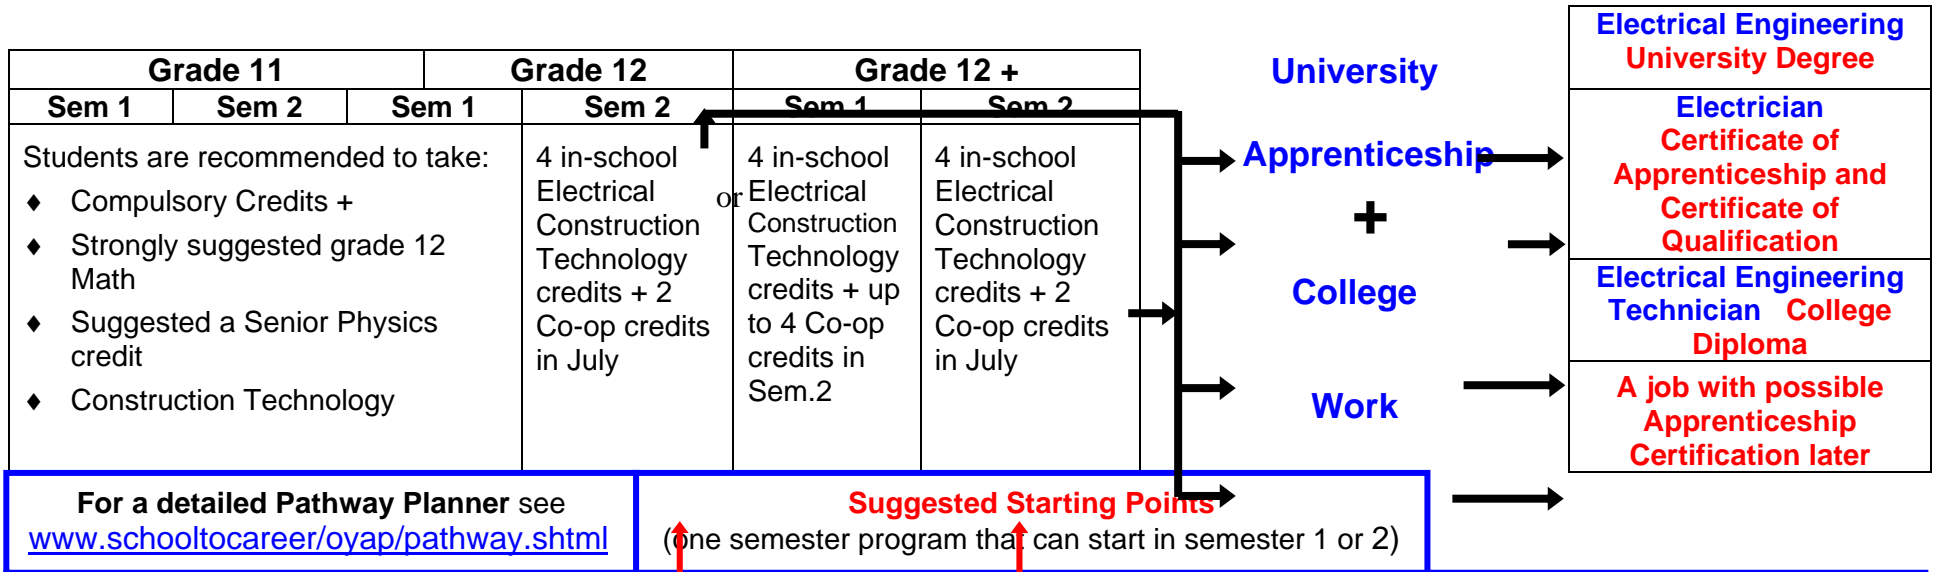 Grade 11 Grade 12 Grade 12 +
Sem 1 Sem 2 Sem 1 Sem 2 Sem 1 Sem 2
Students are recommended to take:
♦ Compulsory Credits +
♦ Strongly suggested grade 12
Math
♦ Suggested a Senior Physics
credit
♦ Construction Technology
4 in-school
Electrical
Construction
Technology
credits + 2
Co-op credits
in July
or
4 in-school
Electrical
Construction
Technology
credits + up
to 4 Co-op
credits in
Sem.2
4 in-school
Electrical
Construction
Technology
credits + 2
Co-op credits
in July
University
Apprenticeship
+
College
Work
Electrical Engineering
University Degree
Electrician
Certificate of
Apprenticeship and
Certificate of
Qualification
Electrical Engineering
Technician College
Diploma
A job with possible
Apprenticeship
Certification later
For a detailed Pathway Planner see
www.schooltocareer/oyap/pathway.shtml
Suggested Starting Points
(one semester program that can start in semester 1 or 2)